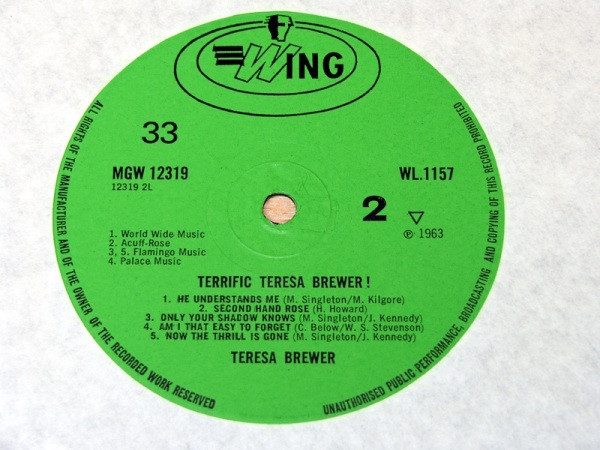 WING
33
MGW 12319
12319 2L
WL.1157
2
℗ 1963
1. World Wide Music
2. Acuff-Rose
3, 5. Flamingo Music
4. Palace Music
TERRIFIC TERESA BREWER!
1. HE UNDERSTANDS ME (M. Singleton/M. Kilgore)
2. SECOND HAND ROSE (H. Howard)
3. ONLY YOUR SHADOW KNOWS (M. Singleton/J. Kennedy)
4. AM I THAT EASY TO FORGET (C. Below/W. S. Stevenson)
5. NOW THE THRILL IS GONE (M. Singleton/J. Kennedy)
TERESA BREWER
ALL RIGHTS OF THE MANUFACTURER AND OF THE OWNER OF THE RECORDED WORK RESERVED
UNAUTHORISED PUBLIC PERFORMANCE, BROADCASTING AND COPYING OF THIS RECORD PROHIBITED